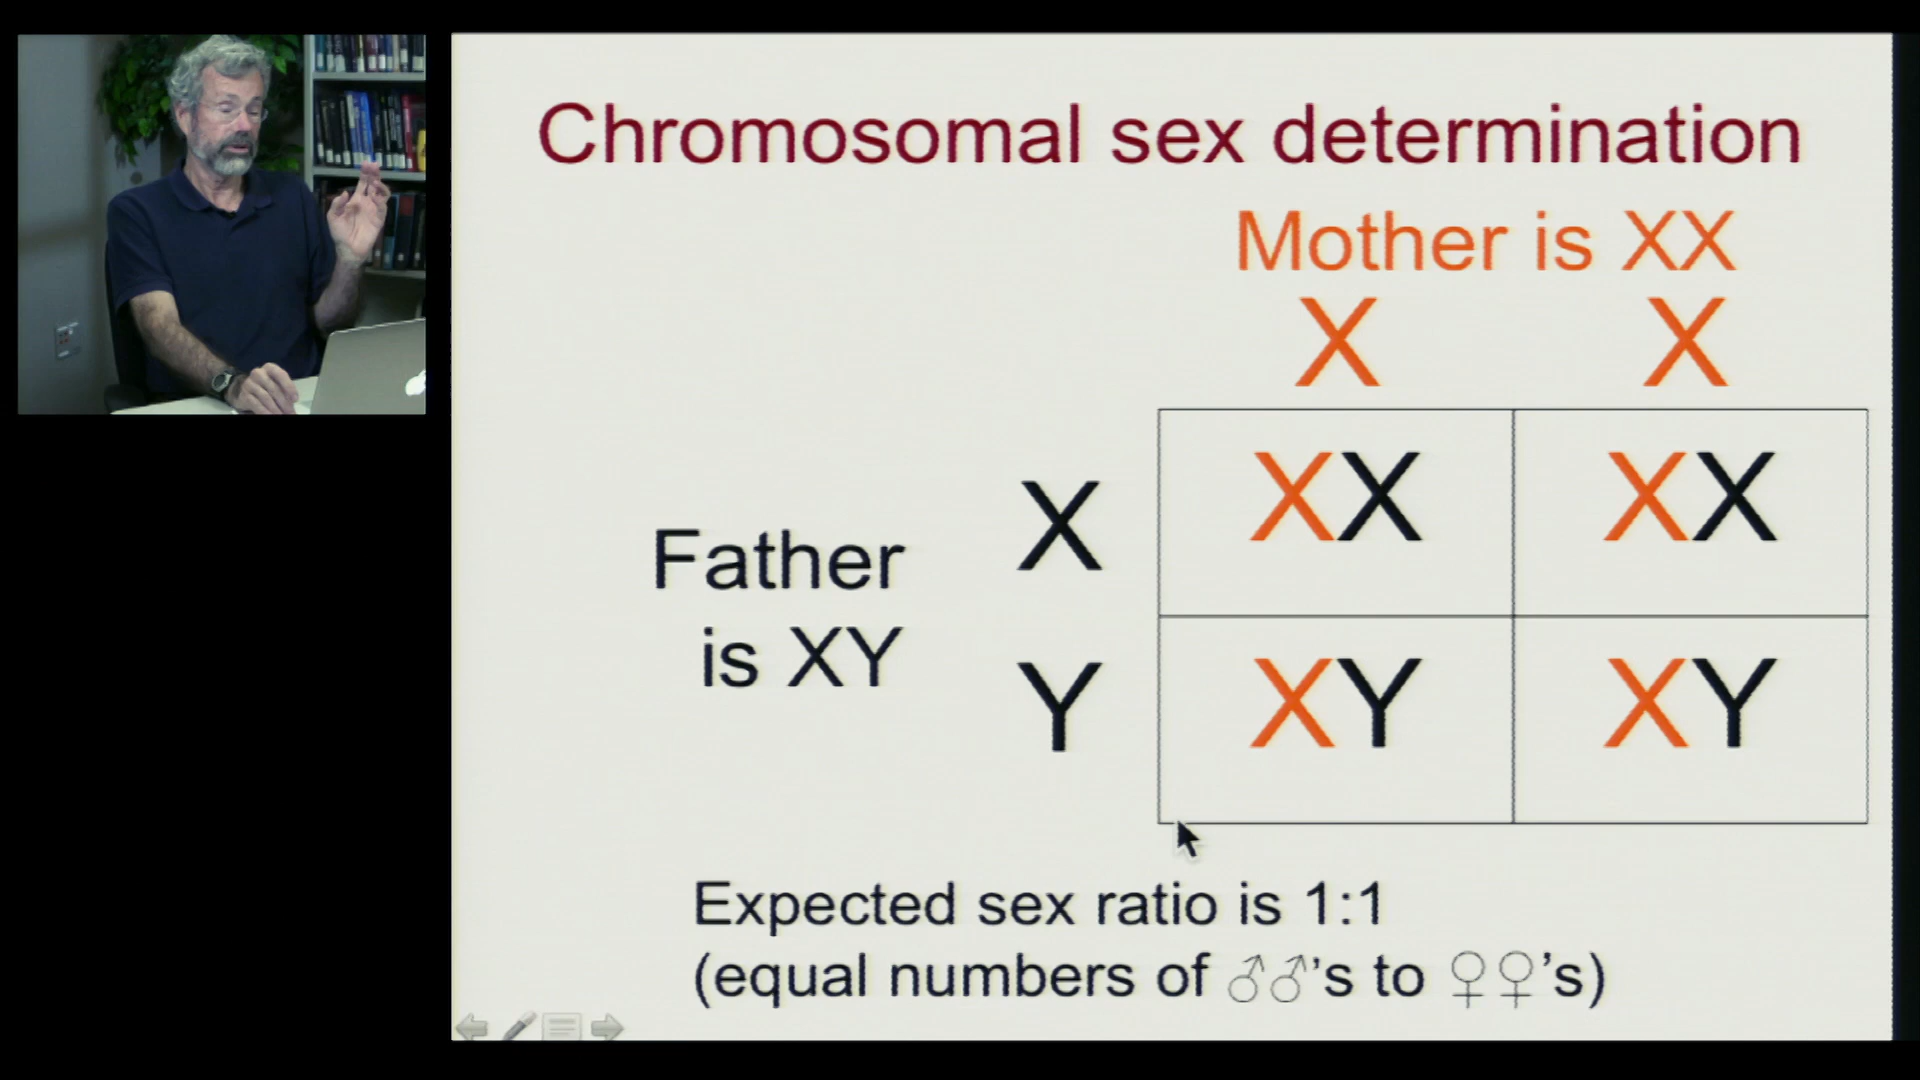 Chromosomal sex determination
Mother is XX
X X
X XX XX
Father
is XY
Y XY XY
Expected sex ratio is 1:1
(equal numbers of ♂♂'s to ♀♀'s)